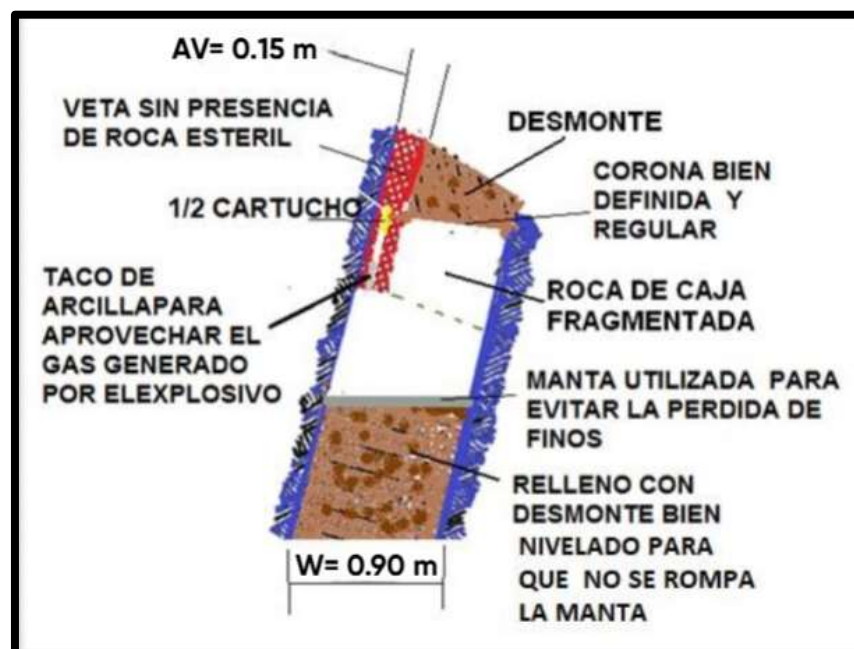 AV= 0.15 m
VETA SIN PRESENCIA
DE ROCA ESTERIL
DESMONTE
1/2 CARTUCHO
CORONA BIEN
DEFINIDA Y
REGULAR
TACO DE
ARCILLAPARA
APROVECHAR EL
GAS GENERADO
POR ELEXPLOSIVO
ROCA DE CAJA
FRAGMENTADA
MANTA UTILIZADA PARA
EVITAR LA PERDIDA DE
FINOS
RELLENO CON
DESMONTE BIEN
NIVELADO PARA
QUE NO SE ROMPA
LA MANTA
W= 0.90 m